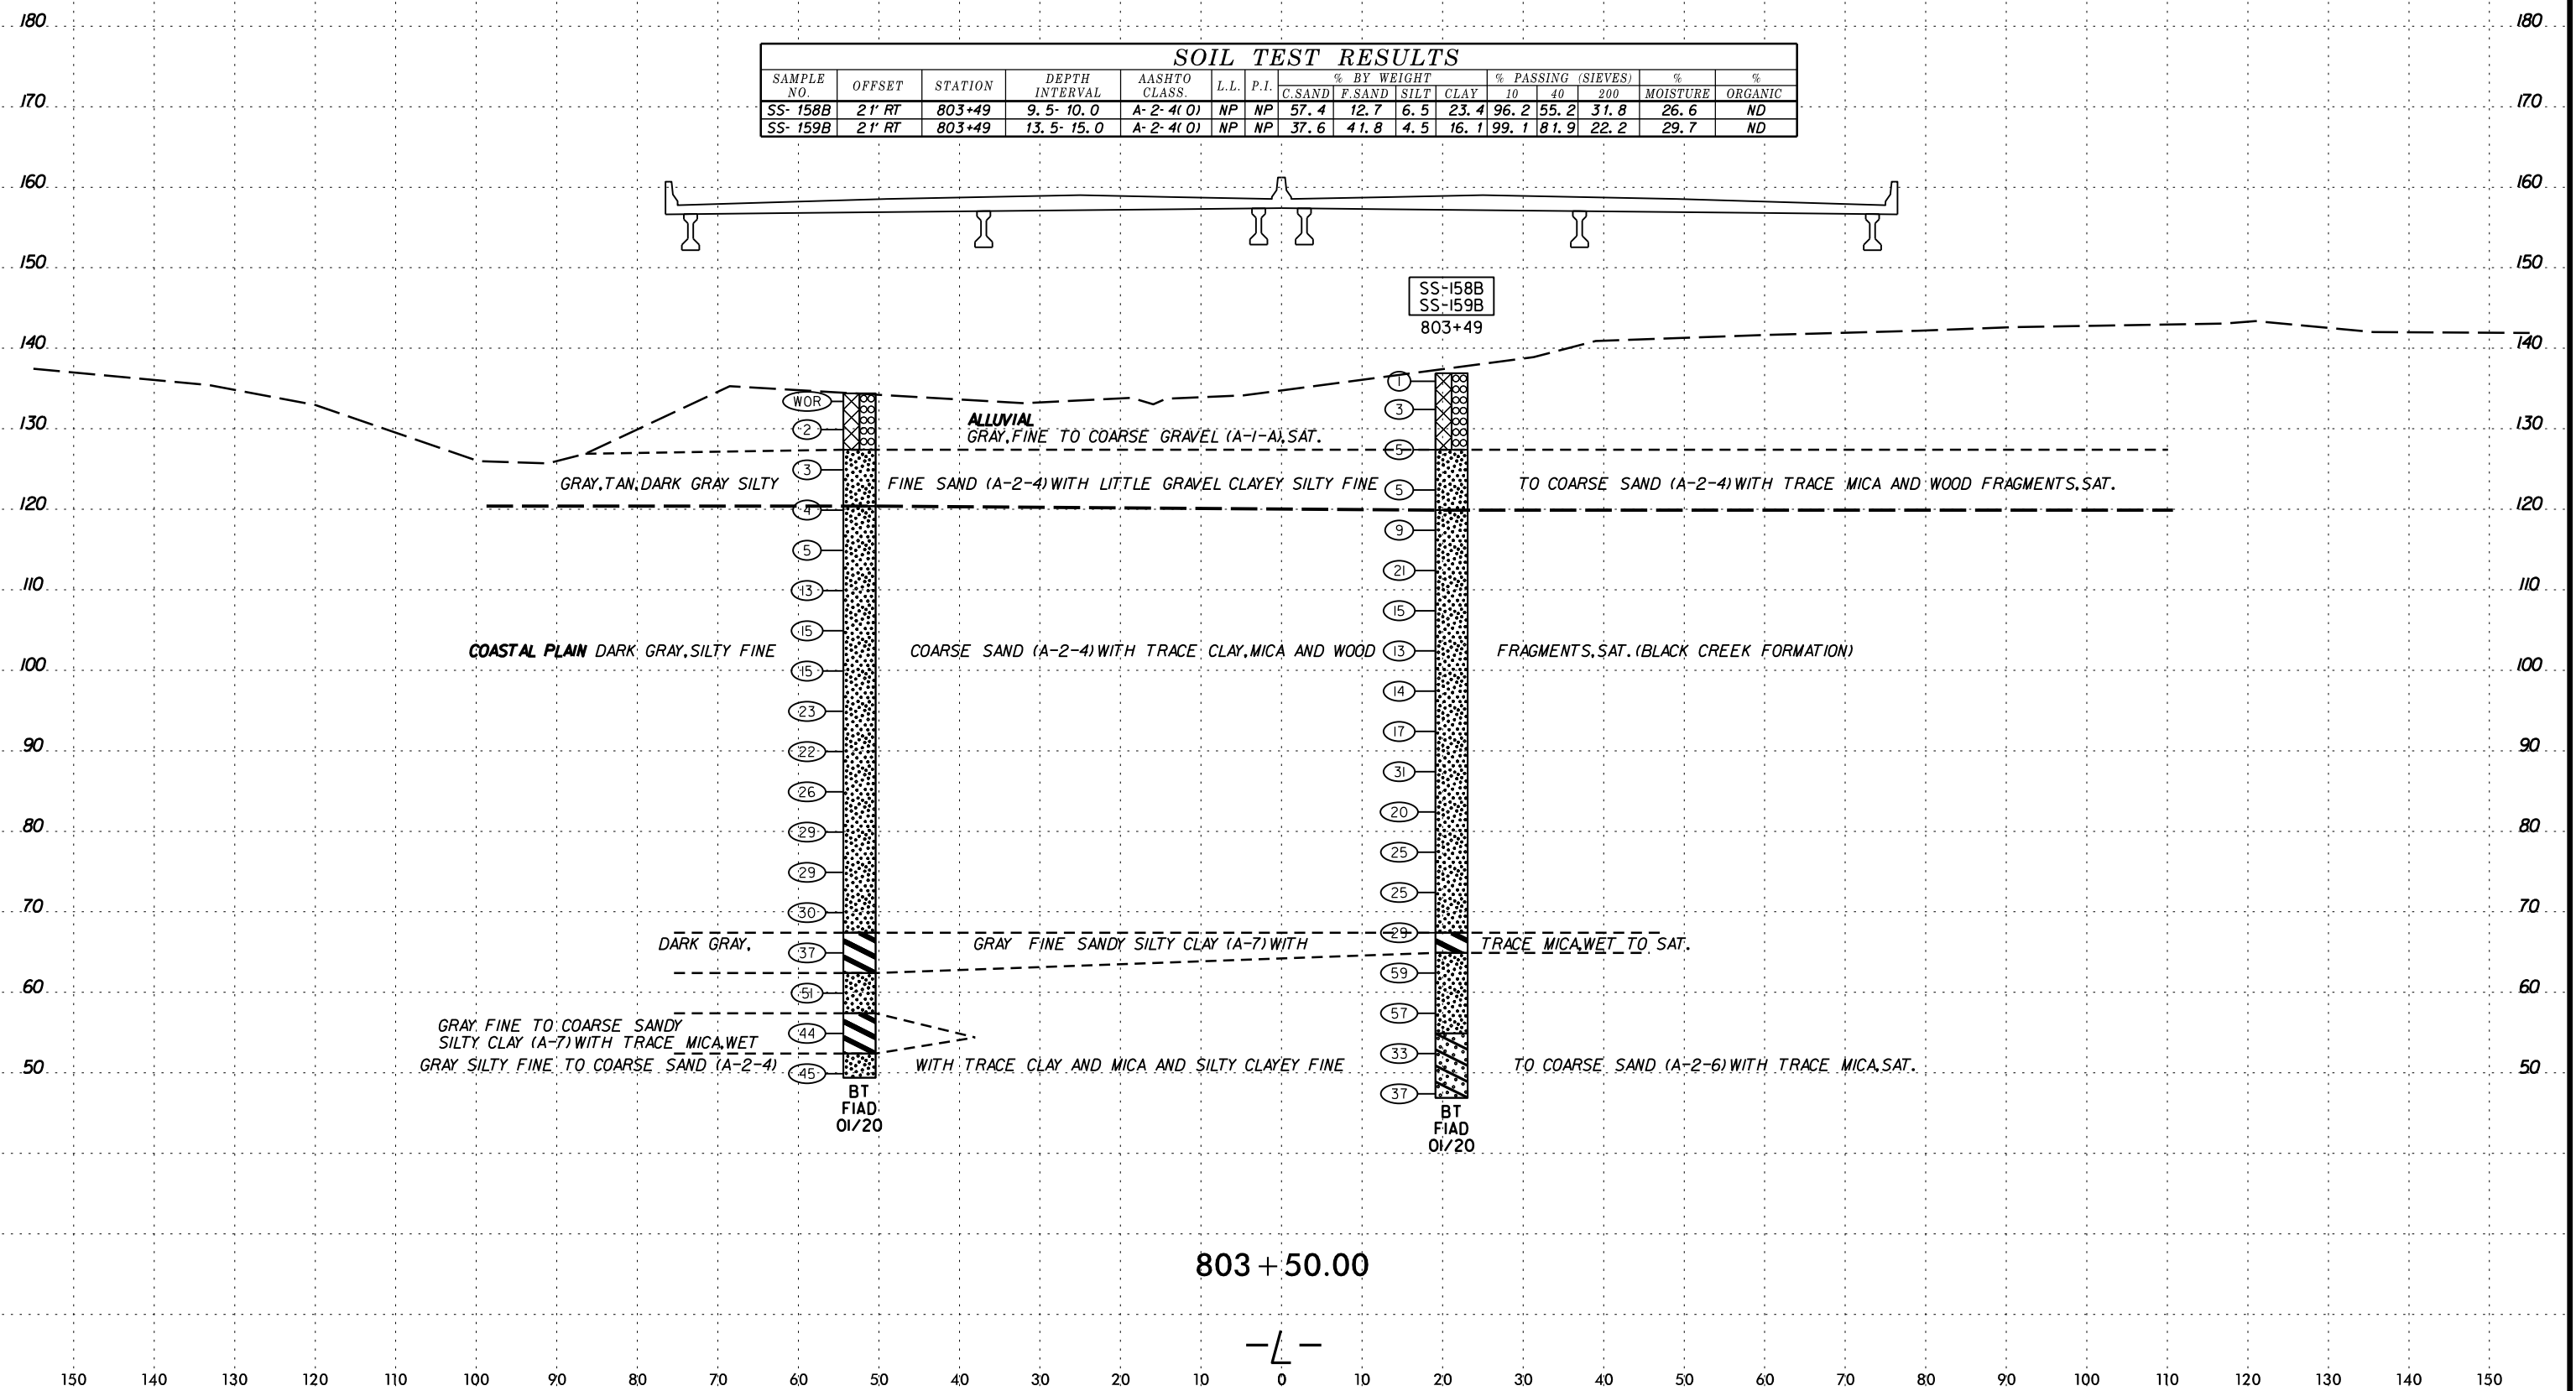 180 180
SOIL TEST RESULTS
SAMPLE NO. OFFSET STATION DEPTH INTERVAL AASHTO CLASS. L.L. P.I. % BY WEIGHT % PASSING (SIEVES) % MOISTURE % ORGANIC
C.SAND F.SAND SILT CLAY 10 40 200
170 170
SS-158B 21' RT 803+49 9.5-10.0 A-2-4(0) NP NP 57.4 12.7 6.5 23.4 96.2 55.2 31.8 26.6 ND
SS-159B 21' RT 803+49 13.5-15.0 A-2-4(0) NP NP 37.6 41.8 4.5 16.1 99.1 81.9 22.2 29.7 ND
160 160
150 150
SS-158B
SS-159B
803+49
140 140
1
WOR 3
ALLUVIAL
130 2 130
GRAY,FINE TO COARSE GRAVEL (A-1-A),SAT.
5
3
GRAY,TAN,DARK GRAY SILTY FINE SAND (A-2-4)WITH LITTLE GRAVEL CLAYEY SILTY FINE 5 TO COARSE SAND (A-2-4)WITH TRACE MICA AND WOOD FRAGMENTS,SAT.
120 4 120
9
5
21
110 13 110
15
15
COASTAL PLAIN DARK GRAY,SILTY FINE COARSE SAND (A-2-4)WITH TRACE CLAY,MICA AND WOOD 13 FRAGMENTS,SAT.(BLACK CREEK FORMATION)
100 15 100
14
23
17
90 22 90
31
26
20
80 29 80
25
29
25
70 30 70
29
DARK GRAY, GRAY FINE SANDY SILTY CLAY (A-7)WITH TRACE MICA,WET TO SAT.
37
59
60 51 60
57
GRAY FINE TO COARSE SANDY
44
SILTY CLAY (A-7)WITH TRACE MICA,WET
33
GRAY SILTY FINE TO COARSE SAND (A-2-4) WITH TRACE CLAY AND MICA AND SILTY CLAYEY FINE TO COARSE SAND (A-2-6)WITH TRACE MICA,SAT.
50 45 50
37
BT
FIAD
01/20
BT
FIAD
01/20
803+50.00
-L-
150 140 130 120 110 100 90 80 70 60 50 40 30 20 10 0 10 20 30 40 50 60 70 80 90 100 110 120 130 140 150